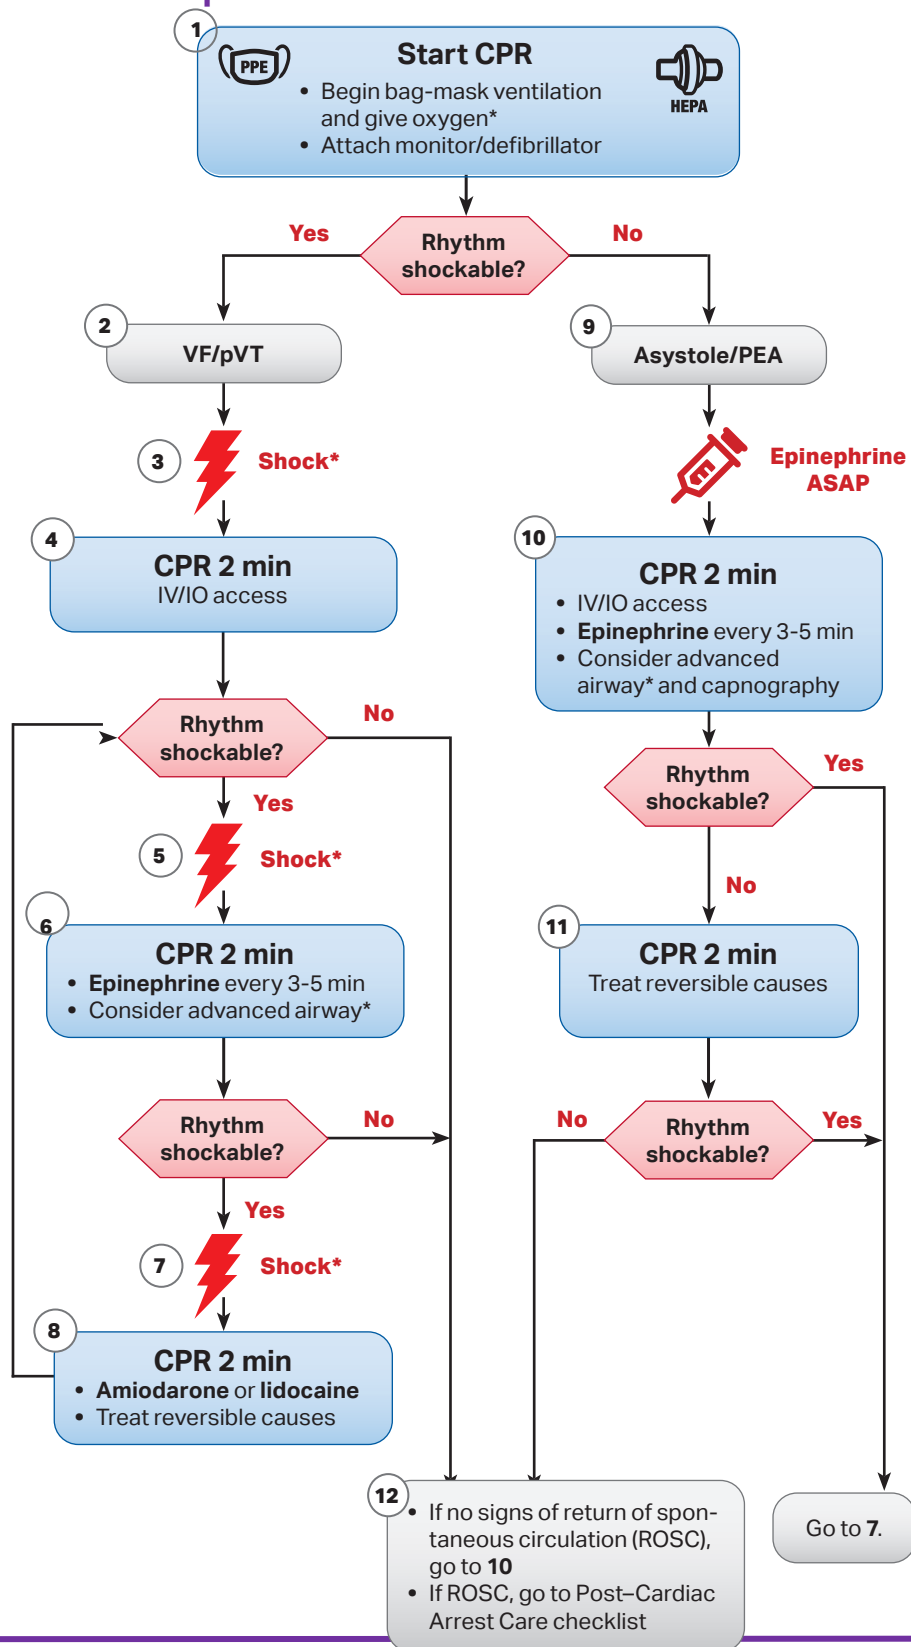 1
PPE
Start CPR
• Begin bag-mask ventilation
and give oxygen*
• Attach monitor/defibrillator
HEPA
Rhythm
shockable?
Yes
No
2
VF/pVT
3
Shock*
4
CPR 2 min
IV/IO access
Rhythm
shockable?
No
Yes
5
Shock*
6
CPR 2 min
• Epinephrine every 3-5 min
• Consider advanced airway*
Rhythm
shockable?
No
Yes
7
Shock*
8
CPR 2 min
• Amiodarone or lidocaine
• Treat reversible causes
9
Asystole/PEA
Epinephrine
ASAP
10
CPR 2 min
• IV/IO access
• Epinephrine every 3-5 min
• Consider advanced
airway* and capnography
Rhythm
shockable?
Yes
No
11
CPR 2 min
Treat reversible causes
Rhythm
shockable?
No
Yes
12
• If no signs of return of spon-
taneous circulation (ROSC),
go to 10
• If ROSC, go to Post–Cardiac
Arrest Care checklist
Go to 7.